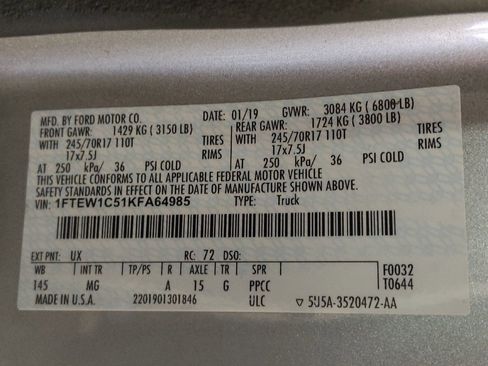 MFD. BY FORD MOTOR CO. DATE: 01/19 GVWR: 3084 KG ( 6800 LB)
FRONT GAWR: 1429 KG ( 3150 LB) REAR GAWR: 1724 KG ( 3800 LB)
WITH 245/70R17 110T TIRES WITH 245/70R17 110T TIRES
17x7.5J RIMS 17x7.5J RIMS
AT 250 kPa/ 36 PSI COLD AT 250 kPa/ 36 PSI COLD
THIS VEHICLE CONFORMS TO ALL APPLICABLE FEDERAL MOTOR VEHICLE
SAFETY STANDARDS IN EFFECT ON THE DATE OF MANUFACTURE SHOWN ABOVE.
VIN: 1FTEW1C51KFA64985 TYPE: Truck
EXT PNT: UX RC: 72 DSO:
WB INT TR TP/PS R AXLE TR SPR F0032
145 MG A 15 G PPCC T0644
MADE IN U.S.A. 2201901301846 ULC ▽ 5U5A-3520472-AA